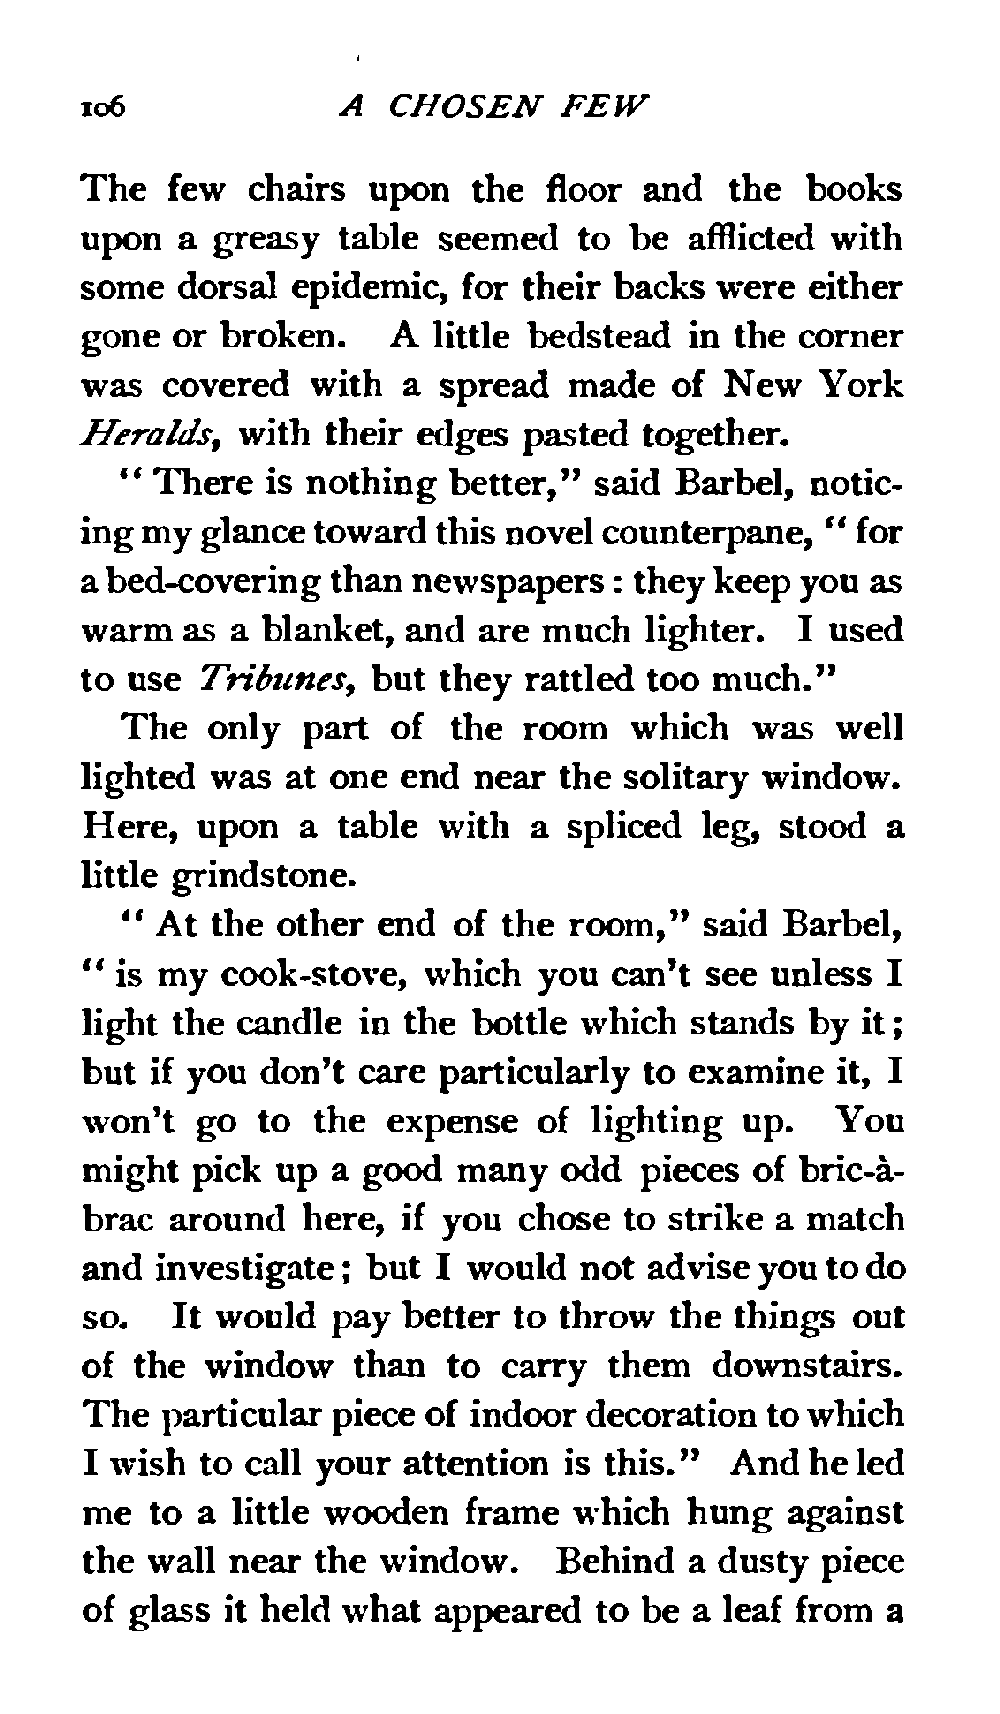 106 A CHOSEN FEW
The few chairs upon the floor and the books
upon a greasy table seemed to be afflicted with
some dorsal epidemic, for their backs were either
gone or broken. A little bedstead in the corner
was covered with a spread made of New York
Heralds, with their edges pasted together.
“ There is nothing better,” said Barbel, notic-
ing my glance toward this novel counterpane, “ for
a bed-covering than newspapers : they keep you as
warm as a blanket, and are much lighter. I used
to use Tribunes, but they rattled too much.”
The only part of the room which was well
lighted was at one end near the solitary window.
Here, upon a table with a spliced leg, stood a
little grindstone.
“ At the other end of the room,” said Barbel,
“ is my cook-stove, which you can’t see unless I
light the candle in the bottle which stands by it ;
but if you don’t care particularly to examine it, I
won’t go to the expense of lighting up. You
might pick up a good many odd pieces of bric-à-
brac around here, if you chose to strike a match
and investigate ; but I would not advise you to do
so. It would pay better to throw the things out
of the window than to carry them downstairs.
The particular piece of indoor decoration to which
I wish to call your attention is this.” And he led
me to a little wooden frame which hung against
the wall near the window. Behind a dusty piece
of glass it held what appeared to be a leaf from a